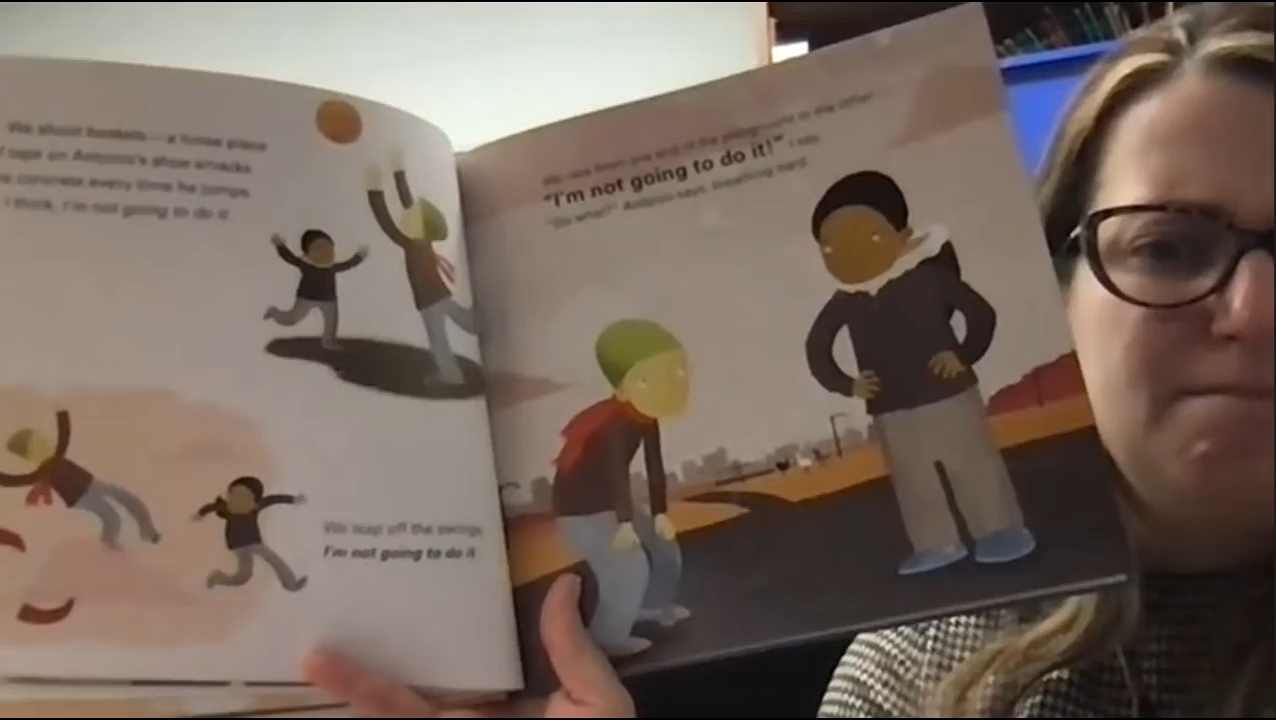 We shoot baskets—a loose piece
of tape on Antonio's shoe smacks
the concrete every time he jumps.
I think, I'm not going to do it.
We leap off the swings.
I'm not going to do it.
We race from one end of the playground to the other.
"I'm not going to do it!" I say.
"Do what?" Antonio says, breathing hard.